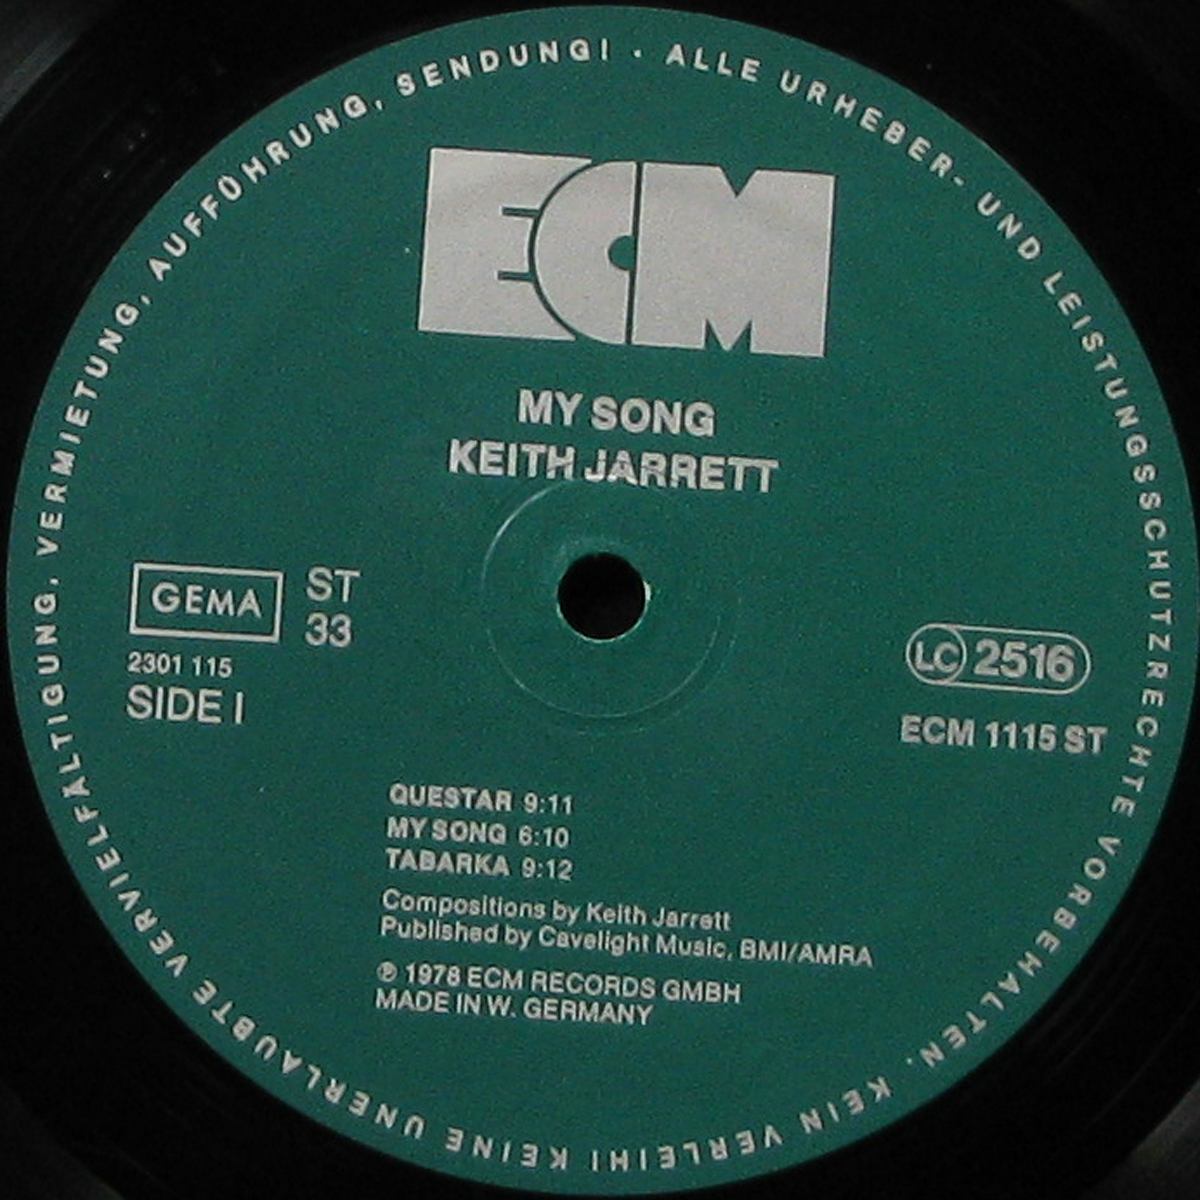 ALLE URHEBER- UND LEISTUNGSSCHUTZRECHTE VORBEHALTEN. KEIN VERLEIH! KEINE UNERLAUBTE VERVIELFÄLTIGUNG, VERMIETUNG, AUFFÜHRUNG, SENDUNG! ·
ECM
MY SONG
KEITH JARRETT
GEMA
ST
33
2301 115
SIDE I
LC 2516
ECM 1115 ST
QUESTAR 9:11
MY SONG 6:10
TABARKA 9:12
Compositions by Keith Jarrett
Published by Cavelight Music, BMI/AMRA
℗ 1978 ECM RECORDS GMBH
MADE IN W. GERMANY